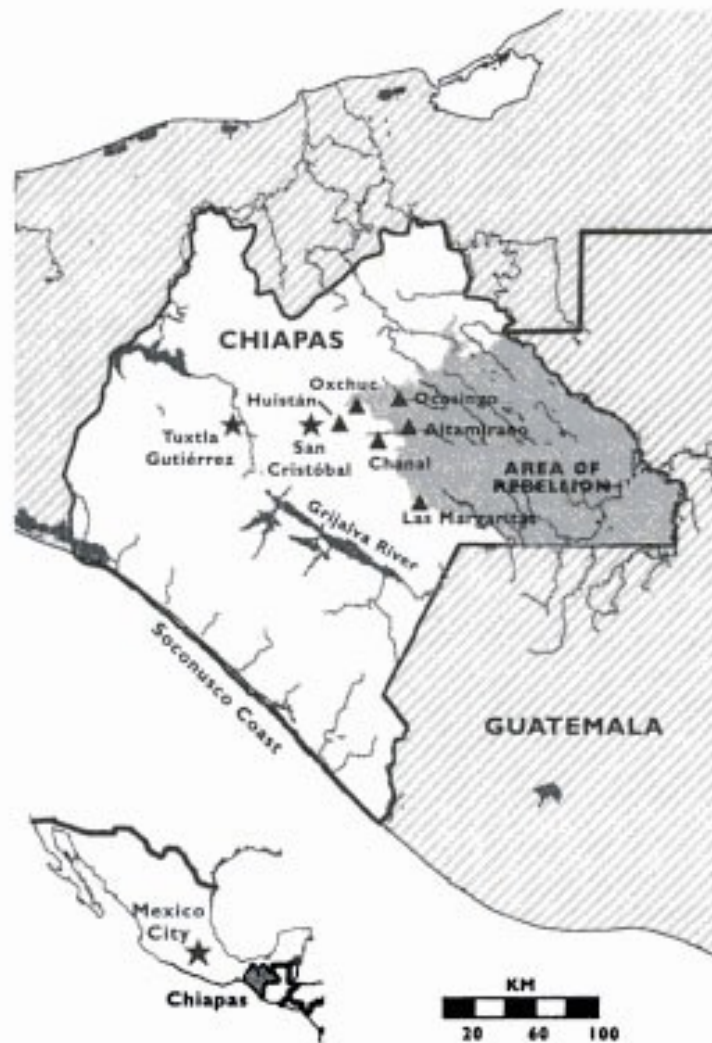 CHIAPAS
Oxchuc
Huistán
Ocosingo
Tuxtla
Gutiérrez
San
Cristóbal
Altamirano
Chanal
AREA OF
REBELLION
Las Margaritas
Grijalva River
Soconusco Coast
GUATEMALA
Mexico
City
Chiapas
KM
20 60 100